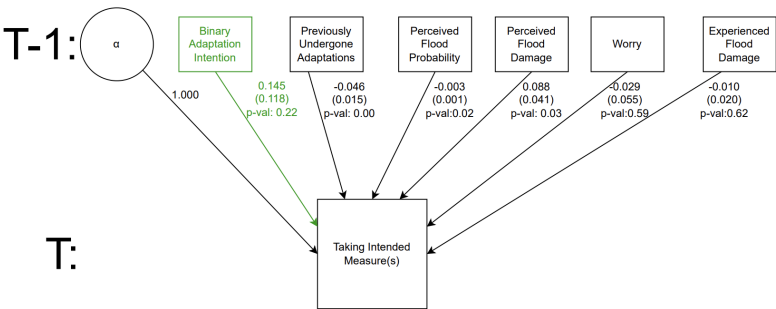 T-1:
α
Binary
Adaptation
Intention
Previously
Undergone
Adaptations
Perceived
Flood
Probability
Perceived
Flood
Damage
Worry
Experienced
Flood
Damage
1.000
0.145
(0.118)
p-val: 0.22
-0.046
(0.015)
p-val: 0.00
-0.003
(0.001)
p-val:0.02
0.088
(0.041)
p-val: 0.03
-0.029
(0.055)
p-val:0.59
-0.010
(0.020)
p-val:0.62
T:
Taking Intended
Measure(s)